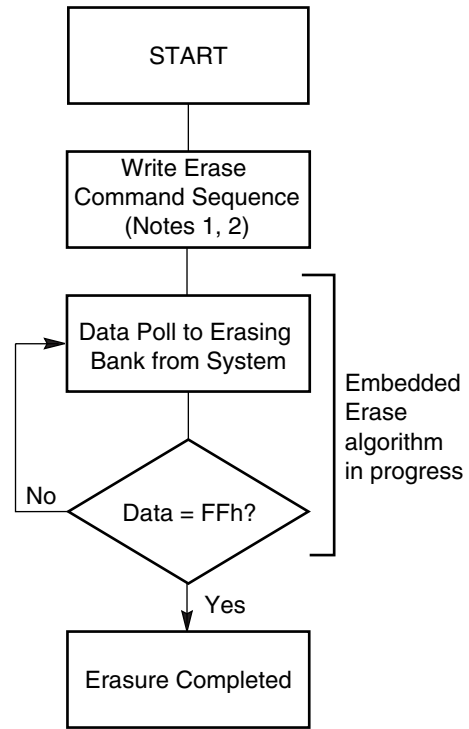 START
Write Erase
Command Sequence
(Notes 1, 2)
Data Poll to Erasing
Bank from System
Embedded
Erase
algorithm
in progress
No
Data = FFh?
Yes
Erasure Completed